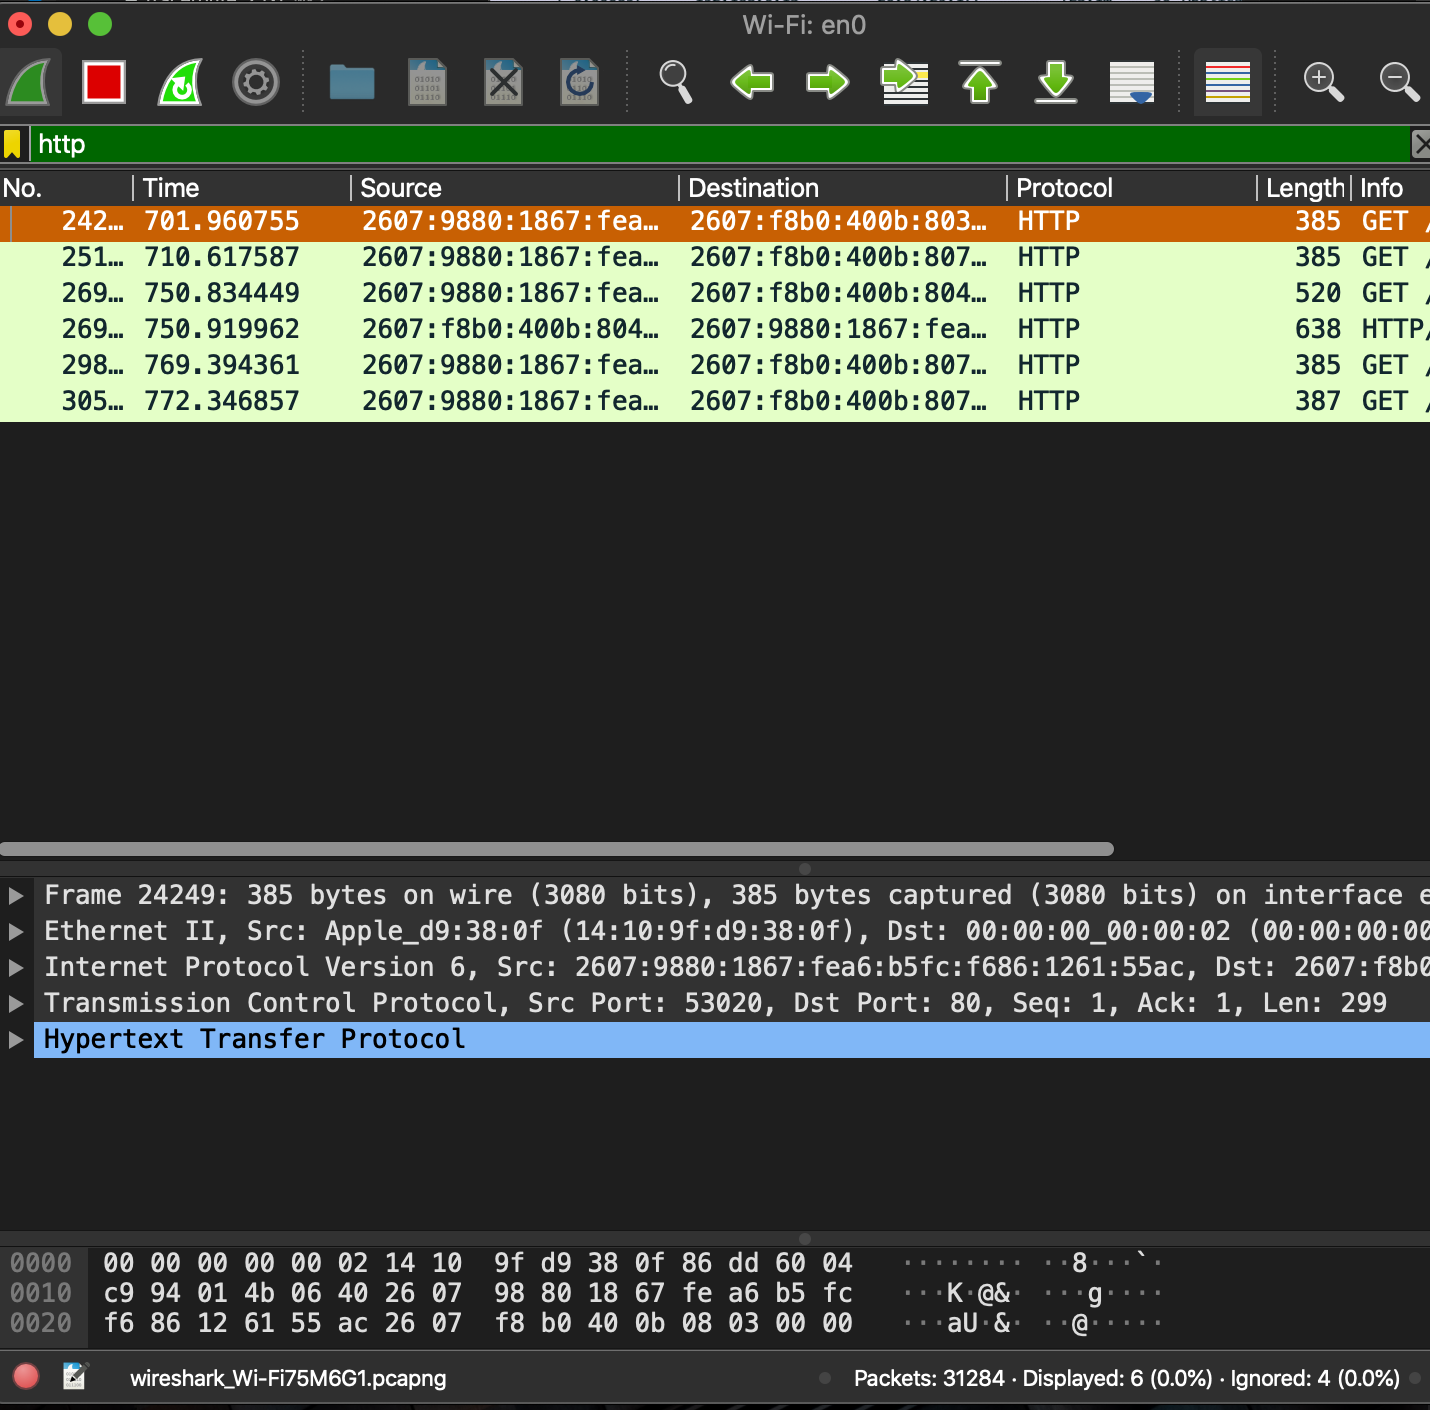 Wi-Fi: en0
http
No. Time Source Destination Protocol Length Info
242… 701.960755 2607:9880:1867:fea… 2607:f8b0:400b:803… HTTP 385 GET /
251… 710.617587 2607:9880:1867:fea… 2607:f8b0:400b:807… HTTP 385 GET /
269… 750.834449 2607:9880:1867:fea… 2607:f8b0:400b:804… HTTP 520 GET /
269… 750.919962 2607:f8b0:400b:804… 2607:9880:1867:fea… HTTP 638 HTTP/
298… 769.394361 2607:9880:1867:fea… 2607:f8b0:400b:807… HTTP 385 GET /
305… 772.346857 2607:9880:1867:fea… 2607:f8b0:400b:807… HTTP 387 GET /
Frame 24249: 385 bytes on wire (3080 bits), 385 bytes captured (3080 bits) on interface e
Ethernet II, Src: Apple_d9:38:0f (14:10:9f:d9:38:0f), Dst: 00:00:00_00:00:02 (00:00:00:00
Internet Protocol Version 6, Src: 2607:9880:1867:fea6:b5fc:f686:1261:55ac, Dst: 2607:f8b0
Transmission Control Protocol, Src Port: 53020, Dst Port: 80, Seq: 1, Ack: 1, Len: 299
Hypertext Transfer Protocol
0000 00 00 00 00 00 02 14 10 9f d9 38 0f 86 dd 60 04 ········ ··8···`·
0010 c9 94 01 4b 06 40 26 07 98 80 18 67 fe a6 b5 fc ···K·@&· ···g····
0020 f6 86 12 61 55 ac 26 07 f8 b0 40 0b 08 03 00 00 ···aU·&· ··@·····
wireshark_Wi-Fi75M6G1.pcapng Packets: 31284 · Displayed: 6 (0.0%) · Ignored: 4 (0.0%)